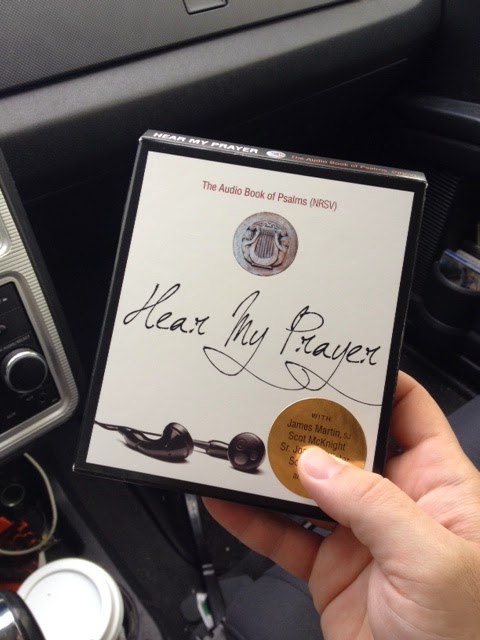 HEAR MY PRAYER The Audio Book of Psalms
The Audio Book of Psalms (NRSV)
Hear My Prayer
WITH
James Martin, SJ
Scot McKnight
Sr.